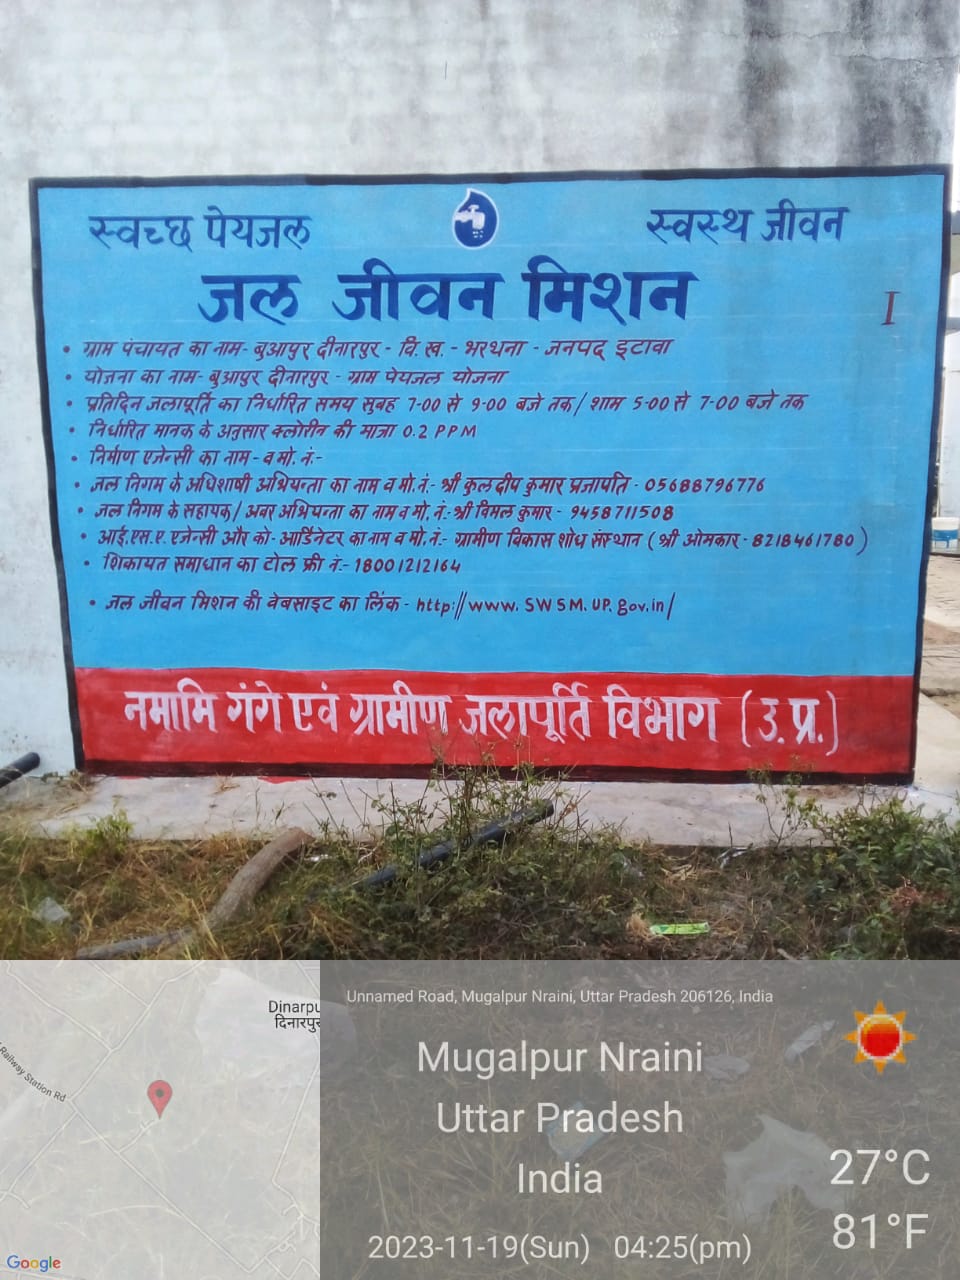 स्वच्छ पेयजल
स्वस्थ जीवन
जल जीवन मिशन
I
• ग्राम पंचायत का नाम- बुआपुर दीनारपुर - वि. ख. - भरथना - जनपद इटावा
• योजना का नाम- बुआपुर दीनारपुर - ग्राम पेयजल योजना
• प्रतिदिन जलापूर्ति का निर्धारित समय सुबह 7-00 से 9-00 बजे तक/ शाम 5-00 से 7-00 बजे तक
• निर्धारित मानक के अनुसार क्लोरीन की मात्रा 0.2 PPM
• निर्माण एजेन्सी का नाम - व मो. नं.-
• जल निगम के अधिशाषी अभियन्ता का नाम व मो. नं.- श्री कुलदीप कुमार प्रजापति - 05688796776
• जल निगम के सहायक/ अवर अभियन्ता का नाम व मो. नं.- श्री विमल कुमार - 9458711508
• आई.एस.ए. एजेन्सी और को- आर्डिनेटर का नाम व मो. नं.- ग्रामीण विकास शोध संस्थान (श्री ओमकार - 8218461780)
• शिकायत समाधान का टोल फ्री नं.- 18001212164
• जल जीवन मिशन की वेबसाइट का लिंक - http://www.SWSM.UP.gov.in/
नमामि गंगे एवं ग्रामीण जलापूर्ति विभाग (उ.प्र.)
Dinarpu
दिनारपुर
Railway Station Rd
Google
Unnamed Road, Mugalpur Nraini, Uttar Pradesh 206126, India
Mugalpur Nraini
Uttar Pradesh
India
2023-11-19(Sun) 04:25(pm)
27°C
81°F